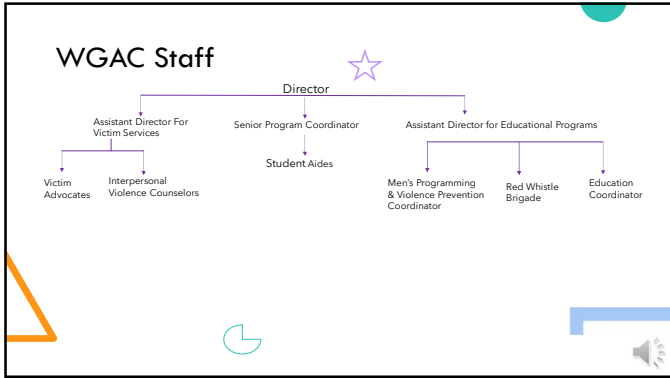 WGAC Staff
Director
Assistant Director For
Victim Services
Senior Program Coordinator
Assistant Director for Educational Programs
Student Aides
Victim
Advocates
Interpersonal
Violence Counselors
Men's Programming
& Violence Prevention
Coordinator
Red Whistle
Brigade
Education
Coordinator